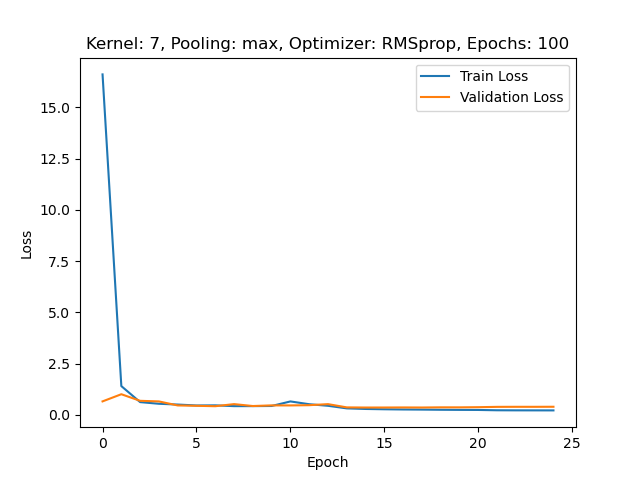 Kernel: 7, Pooling: max, Optimizer: RMSprop, Epochs: 100
Train Loss
Validation Loss
15.0
12.5
10.0
7.5
5.0
2.5
0.0
Loss
0 5 10 15 20 25
Epoch